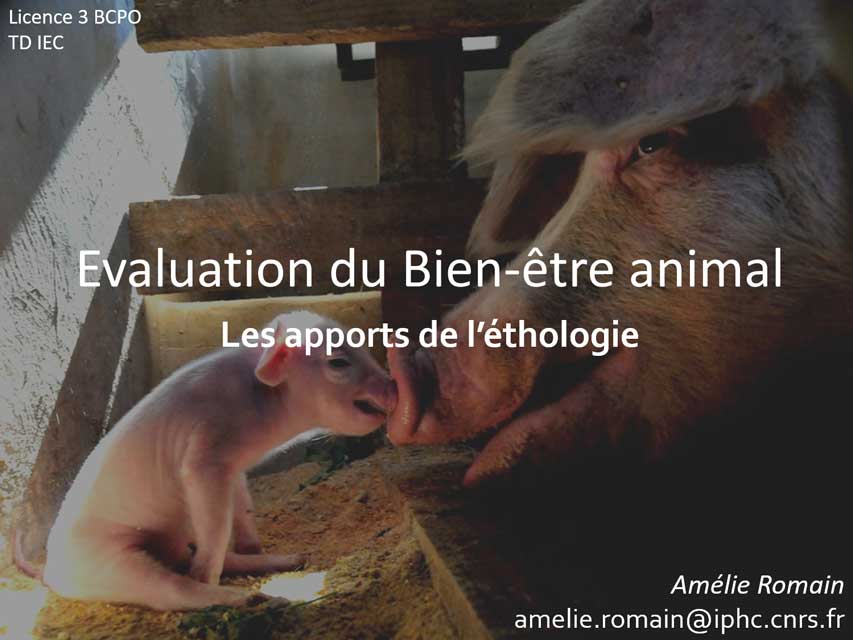 Licence 3 BCPO
TD IEC
Evaluation du Bien-être animal
Les apports de l’éthologie
Amélie Romain
amelie.romain@iphc.cnrs.fr